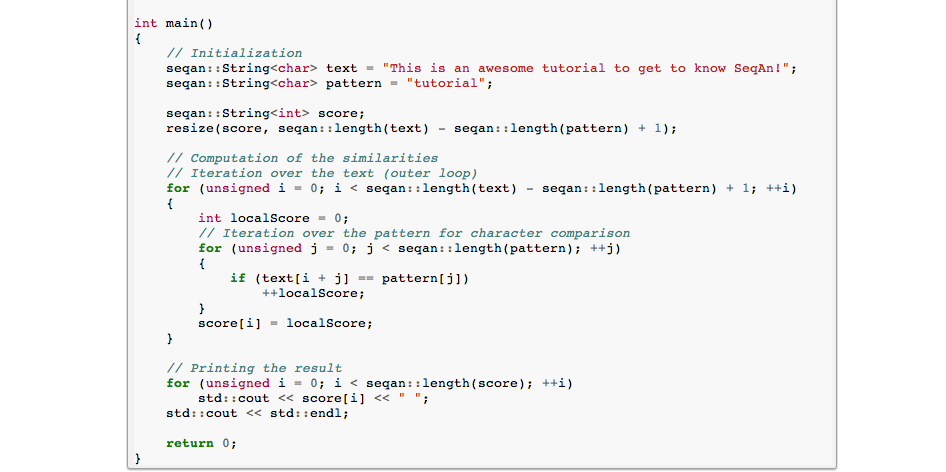 int main()
{
    // Initialization
    seqan::String<char> text = "This is an awesome tutorial to get to know SeqAn!";
    seqan::String<char> pattern = "tutorial";

    seqan::String<int> score;
    resize(score, seqan::length(text) - seqan::length(pattern) + 1);

    // Computation of the similarities
    // Iteration over the text (outer loop)
    for (unsigned i = 0; i < seqan::length(text) - seqan::length(pattern) + 1; ++i)
    {
        int localScore = 0;
        // Iteration over the pattern for character comparison
        for (unsigned j = 0; j < seqan::length(pattern); ++j)
        {
            if (text[i + j] == pattern[j])
                ++localScore;
        }
        score[i] = localScore;
    }

    // Printing the result
    for (unsigned i = 0; i < seqan::length(score); ++i)
        std::cout << score[i] << " ";
    std::cout << std::endl;

    return 0;
}